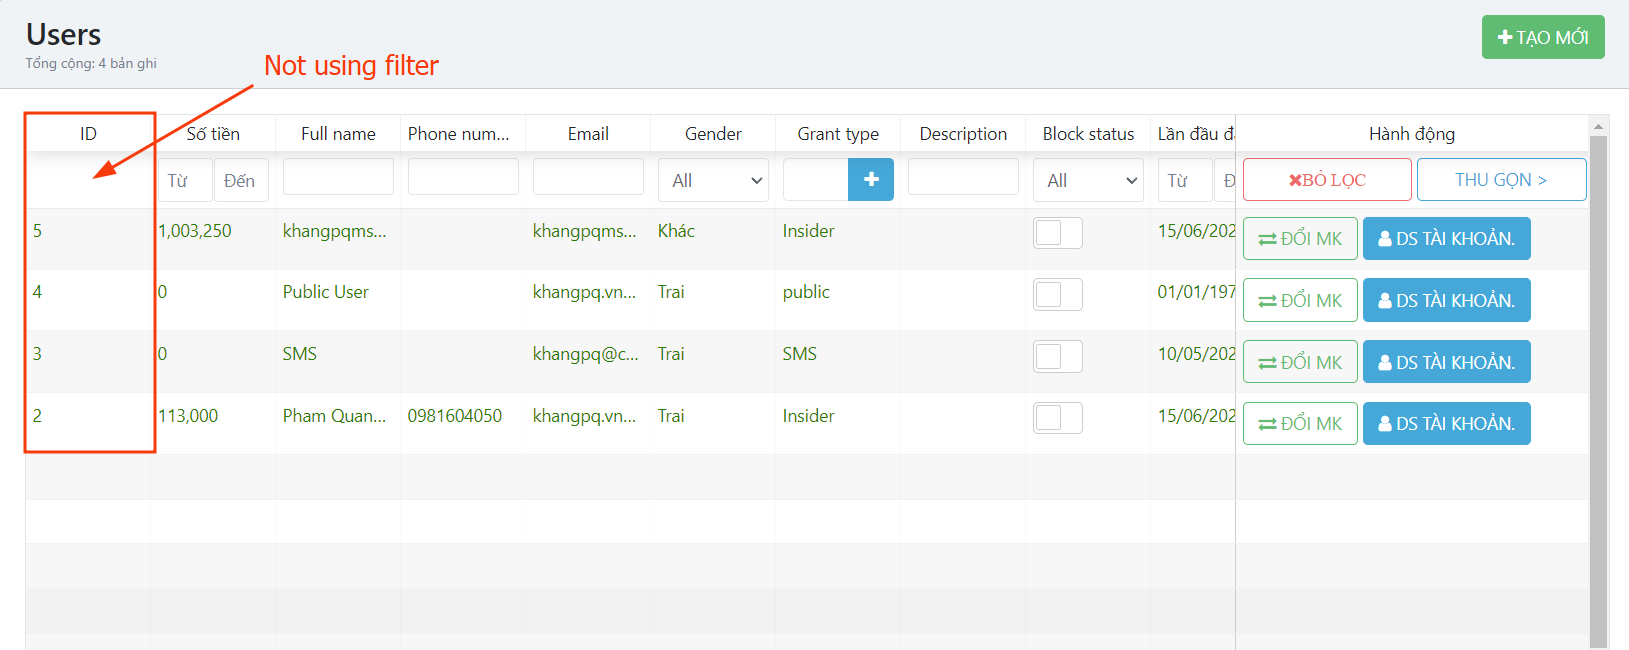 Users
Tổng cộng: 4 bản ghi
Not using filter
TẠO MỚI
ID Số tiền Full name Phone num... Email Gender Grant type Description Block status Lần đầu đ Hành động
Từ Đến All All Từ Đ BỎ LỌC THU GỌN >
5 1,003,250 khangpqms... khangpqms... Khác Insider 15/06/202 ĐỔI MK DS TÀI KHOẢN.
4 0 Public User khangpq.vn... Trai public 01/01/197 ĐỔI MK DS TÀI KHOẢN.
3 0 SMS khangpq@c... Trai SMS 10/05/202 ĐỔI MK DS TÀI KHOẢN.
2 113,000 Pham Quan... 0981604050 khangpq.vn... Trai Insider 15/06/202 ĐỔI MK DS TÀI KHOẢN.